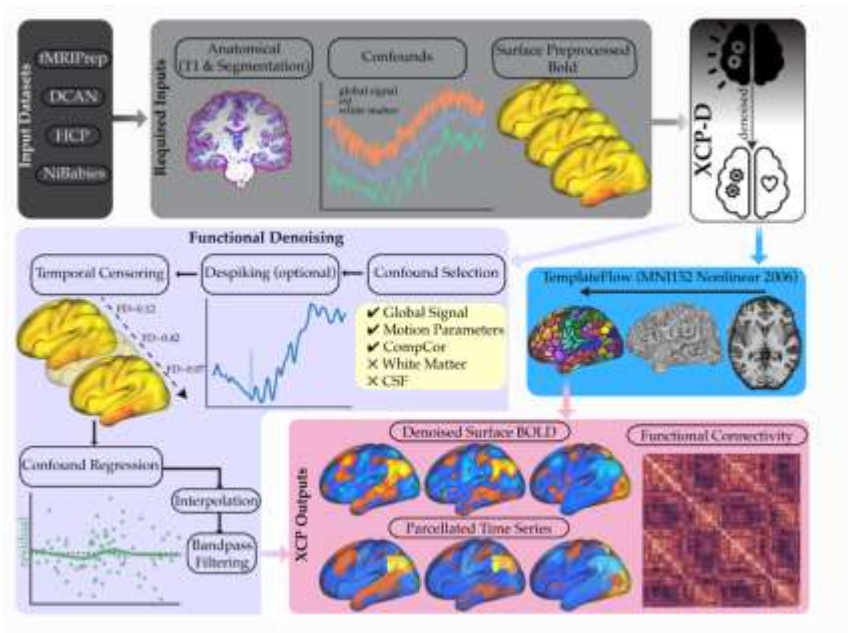 Input Datasets
fMRIPrep
DCAN
HCP
NiBabies
Required Inputs
Anatomical
(T1 & Segmentation)
Confounds
global signal
csf
white matter
Surface Preprocessed
Bold
XCP-D
denoised
Functional Denoising
Temporal Censoring
Despiking (optional)
Confound Selection
FD=0.12
FD=0.82
FD=0.07
✔ Global Signal
✔ Motion Parameters
✔ CompCor
✕ White Matter
✕ CSF
TemplateFlow (MNI152 Nonlinear 2006)
Confound Regression
residual
Interpolation
Bandpass
Filtering
XCP Outputs
Denoised Surface BOLD
Parcellated Time Series
Functional Connectivity